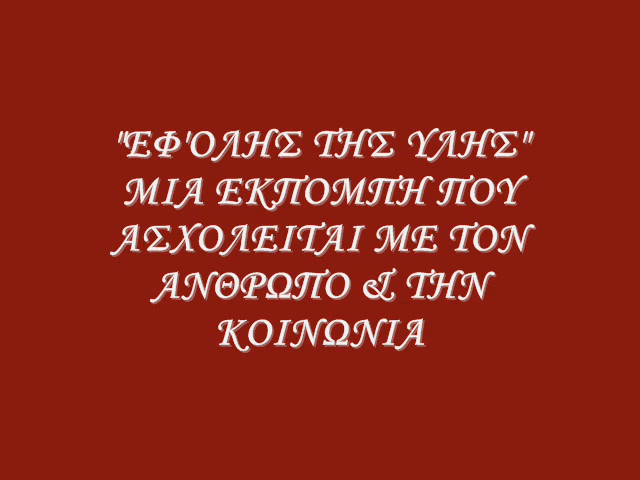 "ΕΦ'ΟΛΗΣ ΤΗΣ ΥΛΗΣ"
ΜΙΑ ΕΚΠΟΜΠΗ ΠΟΥ
ΑΣΧΟΛΕΙΤΑΙ ΜΕ ΤΟΝ
ΑΝΘΡΩΠΟ & ΤΗΝ
ΚΟΙΝΩΝΙΑ